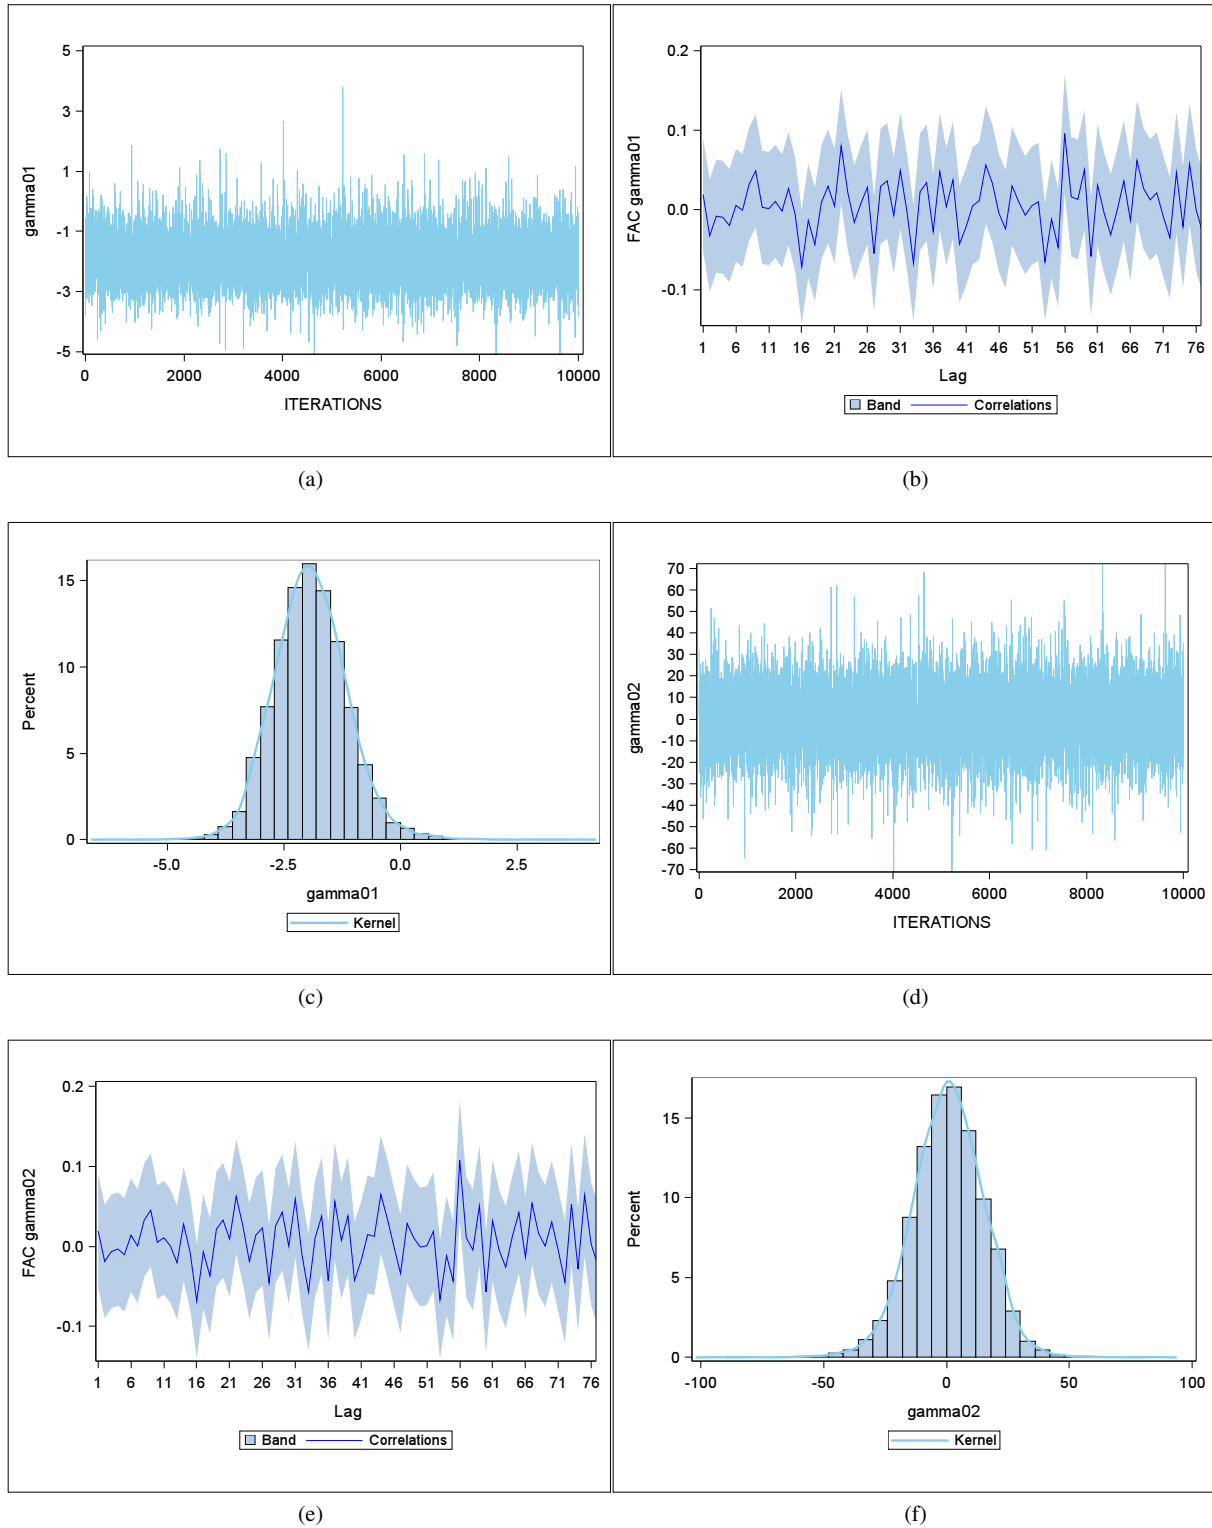 5
3
1
-1
-3
-5
gamma01
0 2000 4000 6000 8000 10000
ITERATIONS
(a)
0.2
0.1
0.0
-0.1
FAC gamma01
1 6 11 16 21 26 31 36 41 46 51 56 61 66 71 76
Lag
Band Correlations
(b)
15
10
5
0
Percent
-5.0 -2.5 0.0 2.5
gamma01
Kernel
(c)
70
60
50
40
30
20
10
0
-10
-20
-30
-40
-50
-60
-70
gamma02
0 2000 4000 6000 8000 10000
ITERATIONS
(d)
0.2
0.1
0.0
-0.1
FAC gamma02
1 6 11 16 21 26 31 36 41 46 51 56 61 66 71 76
Lag
Band Correlations
(e)
15
10
5
0
Percent
-100 -50 0 50 100
gamma02
Kernel
(f)